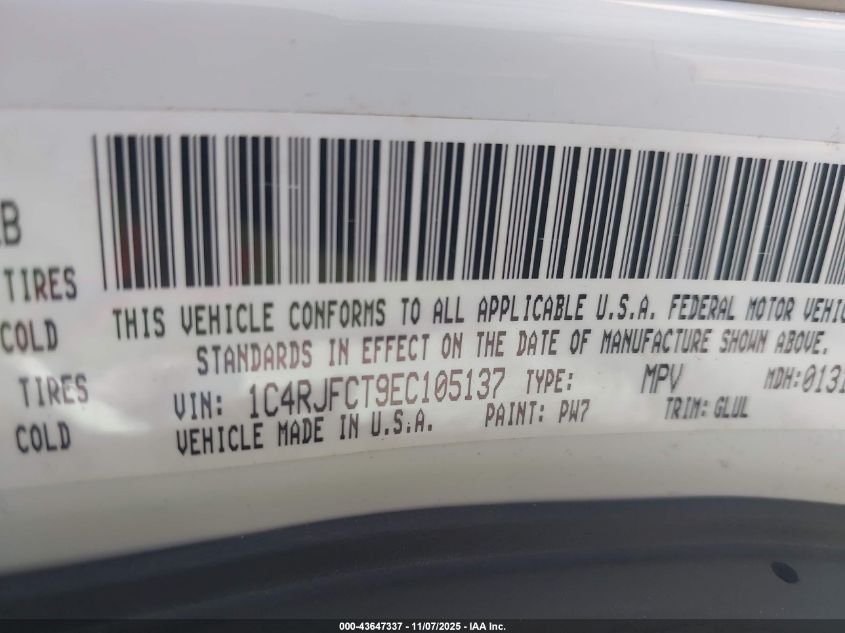 TIRES
COLD
TIRES
COLD
THIS VEHICLE CONFORMS TO ALL APPLICABLE U.S.A. FEDERAL MOTOR
STANDARDS IN EFFECT ON THE DATE OF MANUFACTURE SHOWN ABOVE.
VIN: 1C4RJFCT9EC105137 TYPE: MPV MDH:
VEHICLE MADE IN U.S.A. PAINT: PW7 TRIM: GLUL
000-43647337 - 11/07/2025 - IAA Inc.